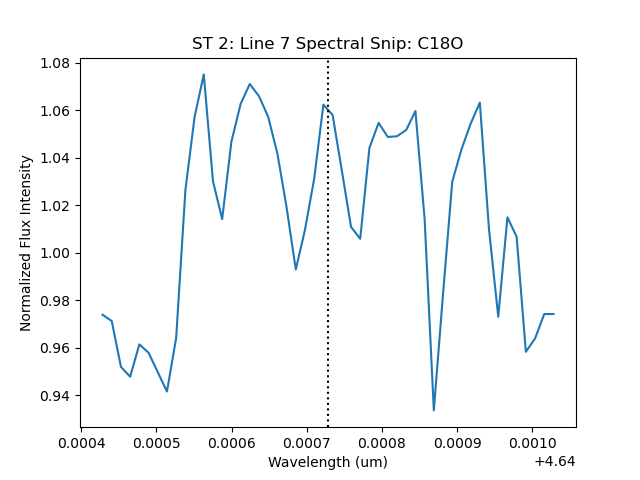 ST 2: Line 7 Spectral Snip: C18O
1.08
1.06
1.04
1.02
1.00
0.98
0.96
0.94
Normalized Flux Intensity
0.0004 0.0005 0.0006 0.0007 0.0008 0.0009 0.0010
Wavelength (um)
+4.64